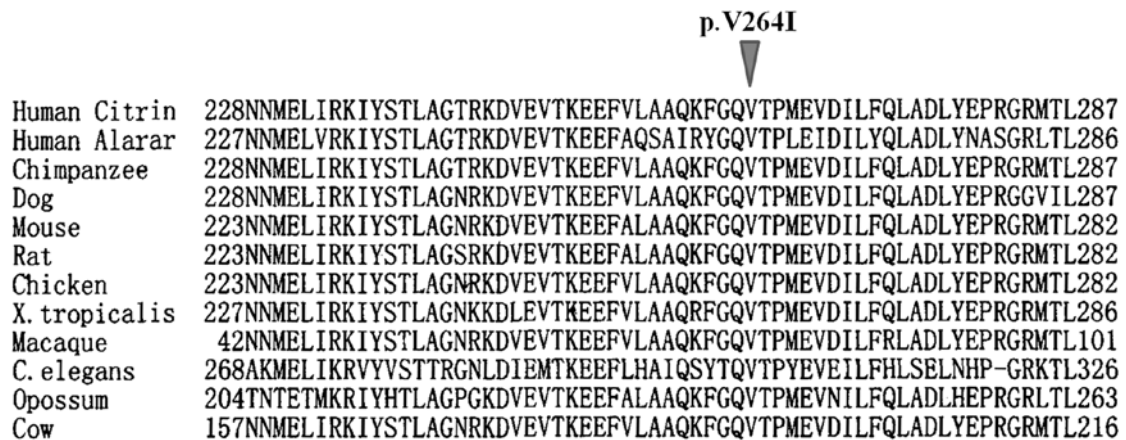 p.V264I
Human Citrin 228NNMELIRKIYSTLAGTRKDVEVTKEEFVLAAQKFGQVTPMEVDILFQLADLYEPRGRMTL287
Human Alarar 227NNMELVRKIYSTLAGTRKDVEVTKEEFAQSAIRYGQVTPLEIDILYQLADLYNASGRLTL286
Chimpanzee 228NNMELIRKIYSTLAGTRKDVEVTKEEFVLAAQKFGQVTPMEVDILFQLADLYEPRGRMTL287
Dog 228NNMELIRKIYSTLAGNRKDVEVTKEEFVLAAQKFGQVTPMEVDILFQLADLYEPRGGVIL287
Mouse 223NNMELIRKIYSTLAGNRKDVEVTKEEFALAAQKFGQVTPMEVDILFQLADLYEPRGRMTL282
Rat 223NNMELIRKIYSTLAGSRKDVEVTKEEFALAAQKFGQVTPMEVDILFQLADLYEPRGRMTL282
Chicken 223NNMELIRKIYSTLAGNRKDVEVTKEEFVLAAQKFGQVTPMEVDILFQLADLYEPRGRMTL282
X.tropicalis 227NNMELIRKIYSTLAGNKKDLEVTKEEFVLAAQRFGQVTPMEVDILFQLADLYEPRGRMTL286
Macaque 42NNMELIRKIYSTLAGNRKDVEVTKEEFVLAAQKFGQVTPMEVDILFRLADLYEPRGRMTL101
C.elegans 268AKMELIKRVYVSTTRGNLDIEMTKEEFLHAIQSYTQVTPYEVEILFHLSELNHP-GRKTL326
Opossum 204TNTETMKRIYHTLAGPGKDVEVTKEEFALAAQKFGQVTPMEVNILFQLADLHEPRGRLTL263
Cow 157NNMELIRKIYSTLAGNRKDVEVTKEEFALAAQKFGQVTPMEVDILFQLADLYEPRGRMTL216